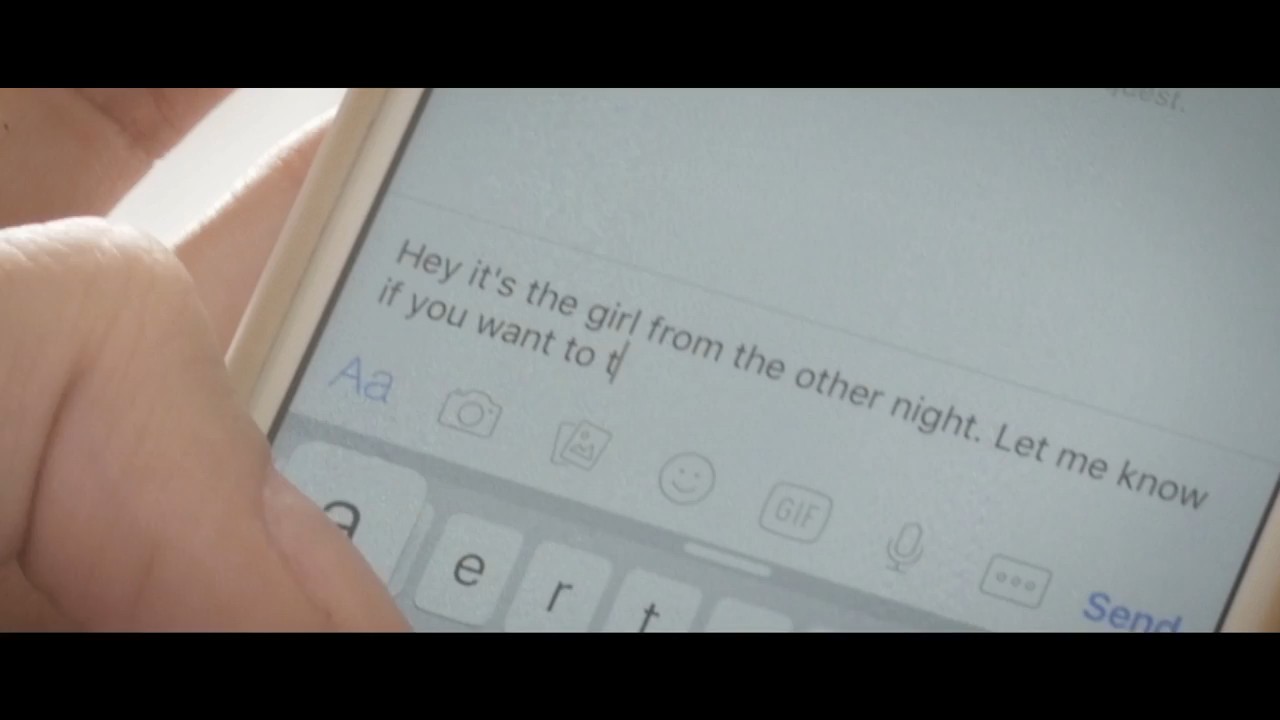 Hey it's the girl from the other night. Let me know
if you want to t
Aa
GIF
Send
a
e r t